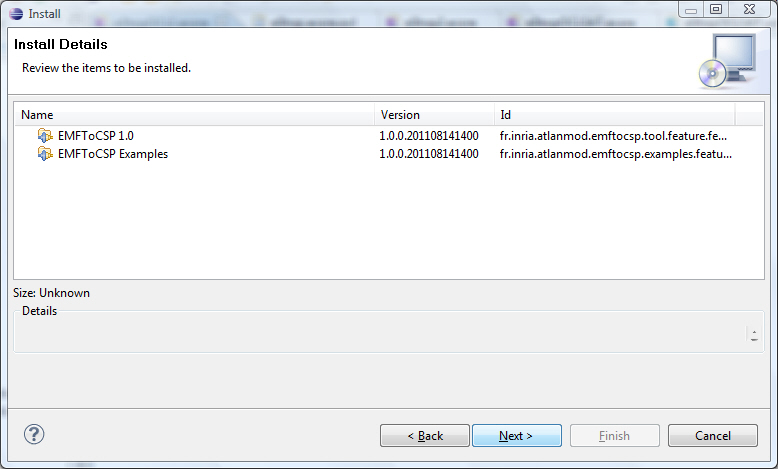 Install
Install Details
Review the items to be installed.
Name Version Id
EMFToCSP 1.0 1.0.0.201108141400 fr.inria.atlanmod.emftocsp.tool.feature.fe...
EMFToCSP Examples 1.0.0.201108141400 fr.inria.atlanmod.emftocsp.examples.featu...
Size: Unknown
Details
? < Back Next > Finish Cancel